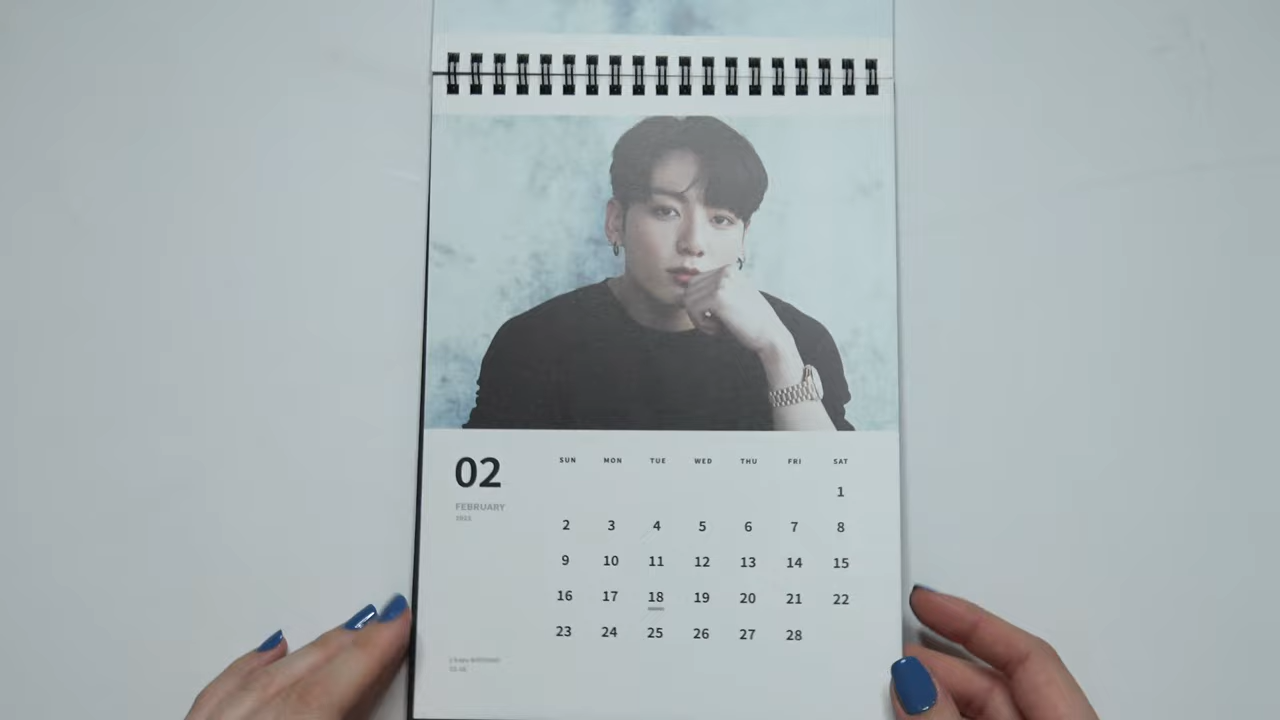 02
FEBRUARY
SUN MON TUE WED THU FRI SAT
1
2 3 4 5 6 7 8
9 10 11 12 13 14 15
16 17 18 19 20 21 22
23 24 25 26 27 28